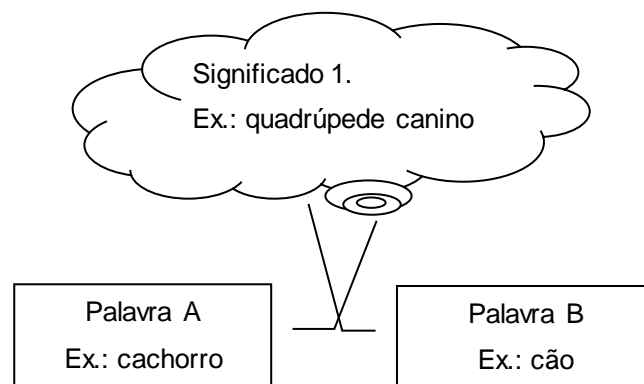 Significado 1.
Ex.: quadrúpede canino
Palavra A
Ex.: cachorro
Palavra B
Ex.: cão